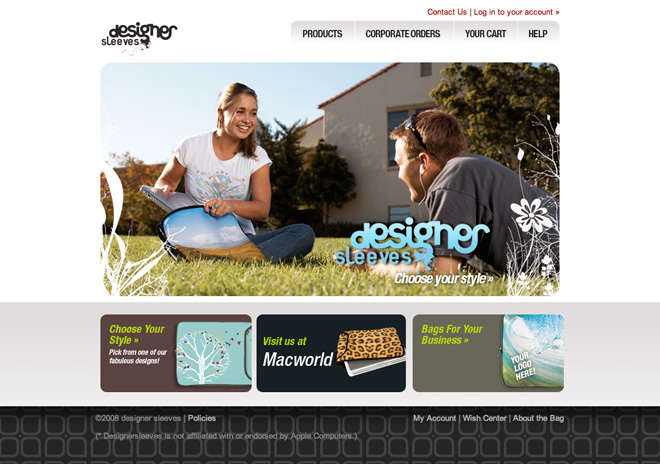 Contact Us | Log in to your account »
designer
sleeves
PRODUCTS
CORPORATE ORDERS
YOUR CART
HELP
designer
sleeves
Choose your style »
Choose Your
Style »
Pick from one of our
fabulous designs!
Visit us at
Macworld
Bags For Your
Business »
YOUR
LOGO
HERE!
©2008 designer sleeves | Policies
My Account | Wish Center | About the Bag
(* Designersleeves is not affiliated with or endorsed by Apple Computers.)